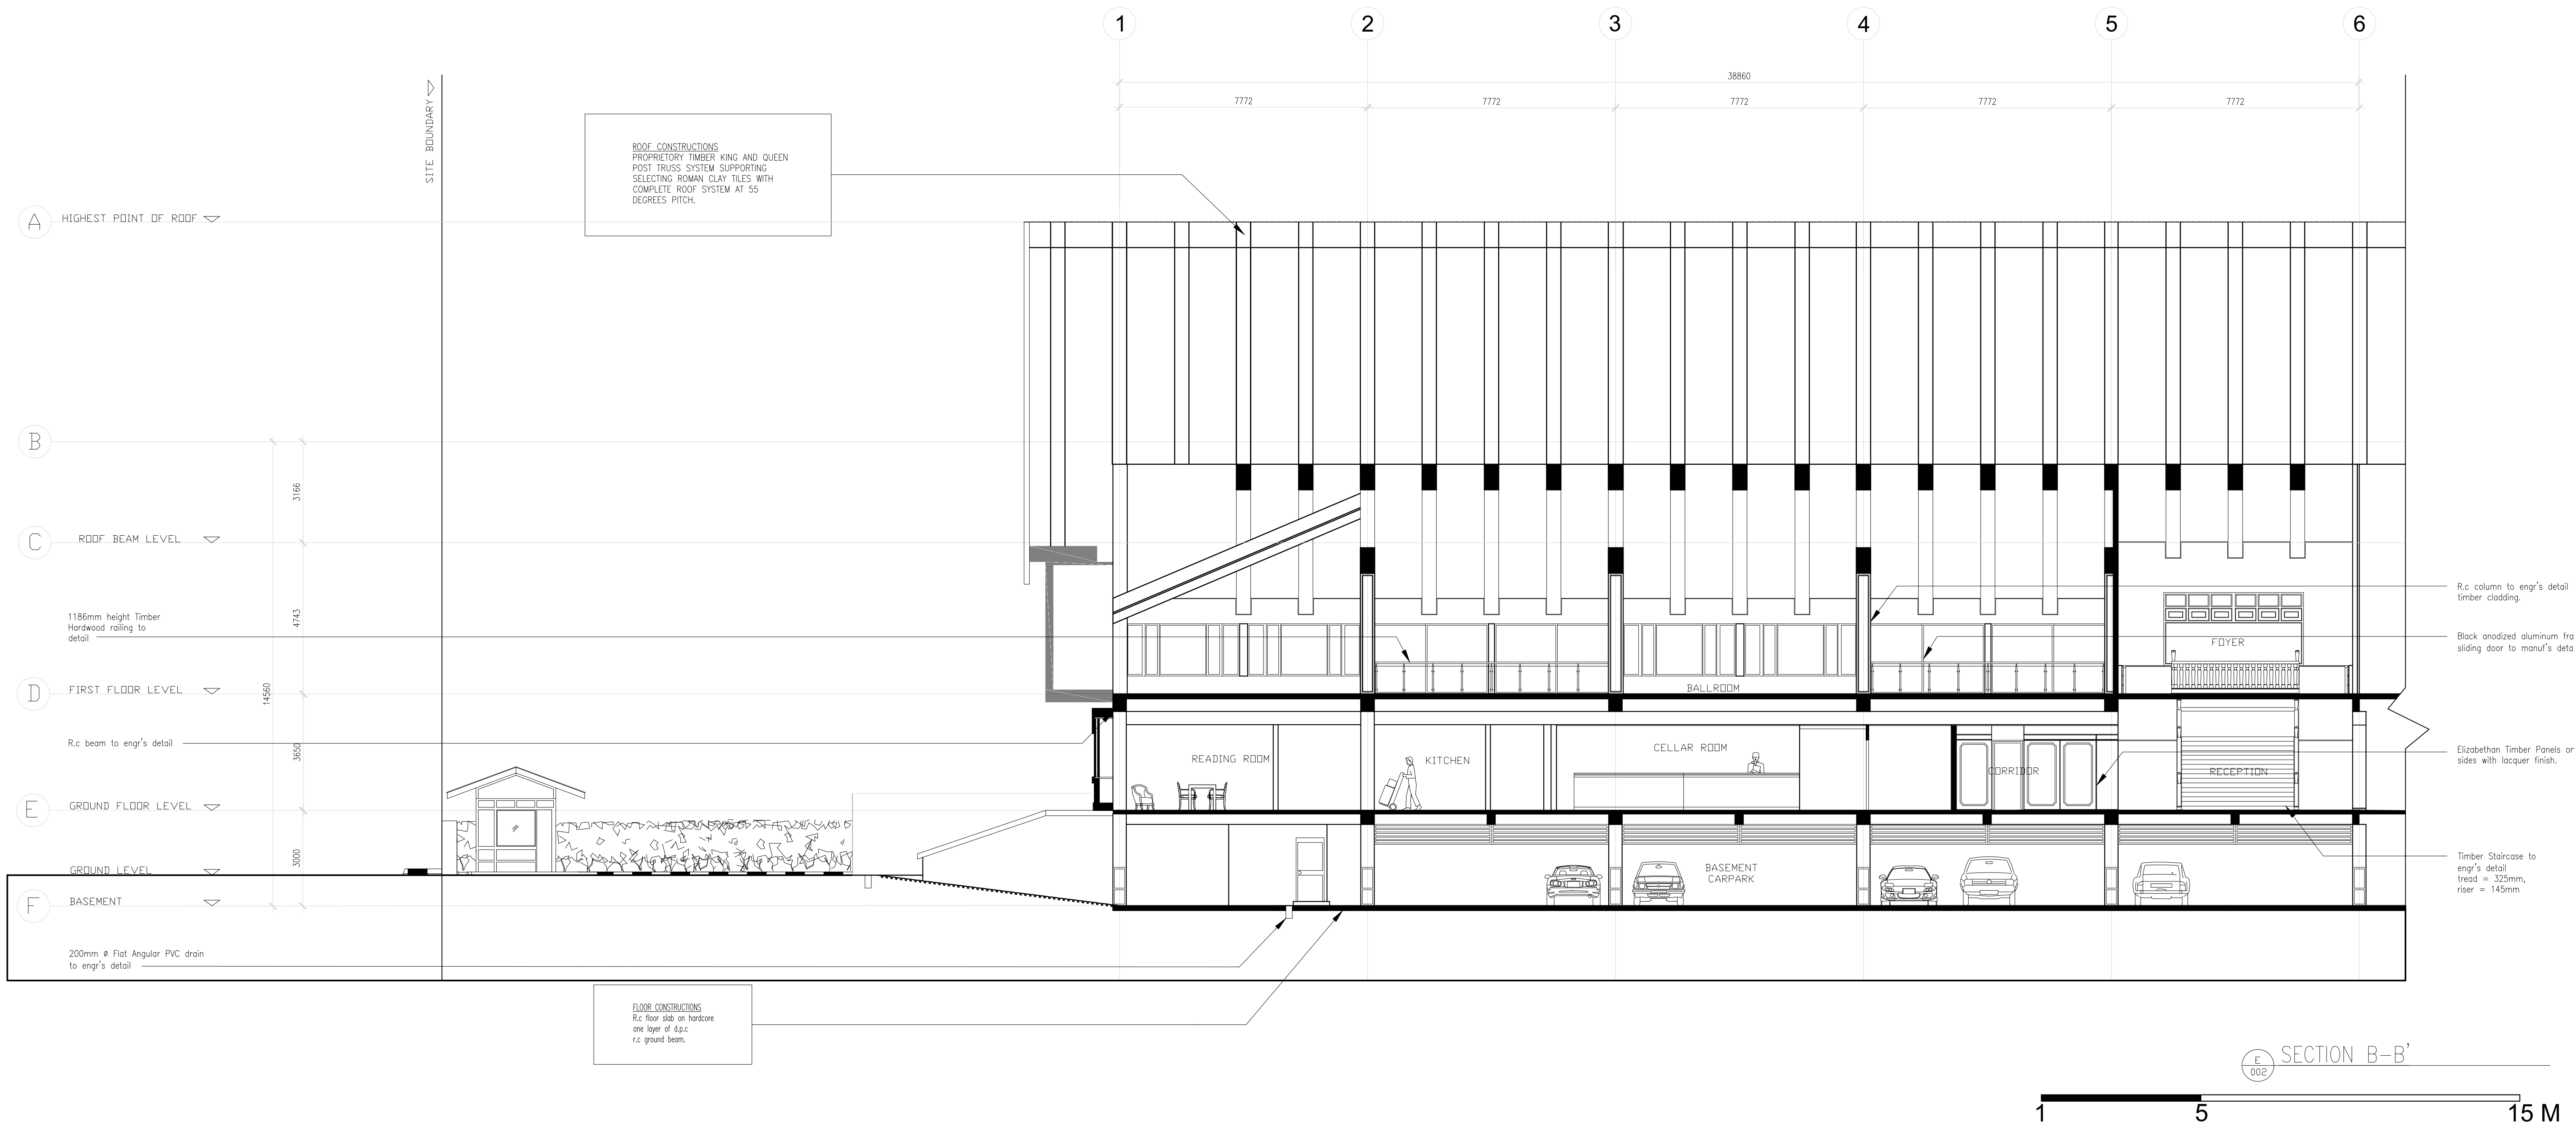 1 2 3 4 5 6
38860
7772 7772 7772 7772 7772
SITE BOUNDARY
ROOF CONSTRUCTIONS
PROPRIETORY TIMBER KING AND QUEEN
POST TRUSS SYSTEM SUPPORTING
SELECTING ROMAN CLAY TILES WITH
COMPLETE ROOF SYSTEM AT 55
DEGREES PITCH.
A HIGHEST POINT OF ROOF
B
3166
C ROOF BEAM LEVEL
4743
1186mm height Timber
Hardwood railing to
detail
R.c column to engr's detail
timber cladding.
Black anodized aluminum fra
sliding door to manuf's deta
FOYER
BALLROOM
D FIRST FLOOR LEVEL
14560
3650
R.c beam to engr's detail
READING ROOM
KITCHEN
CELLAR ROOM
CORRIDOR
RECEPTION
Elizabethan Timber Panels or
sides with lacquer finish.
E GROUND FLOOR LEVEL
3000
GROUND LEVEL
BASEMENT
CARPARK
Timber Staircase to
engr's detail
tread = 325mm,
riser = 145mm
F BASEMENT
200mm ø Flat Angular PVC drain
to engr's detail
FLOOR CONSTRUCTIONS
R.c floor slab on hardcore
one layer of d.p.c
r.c ground beam.
E
002
SECTION B-B'
1 5 15 M